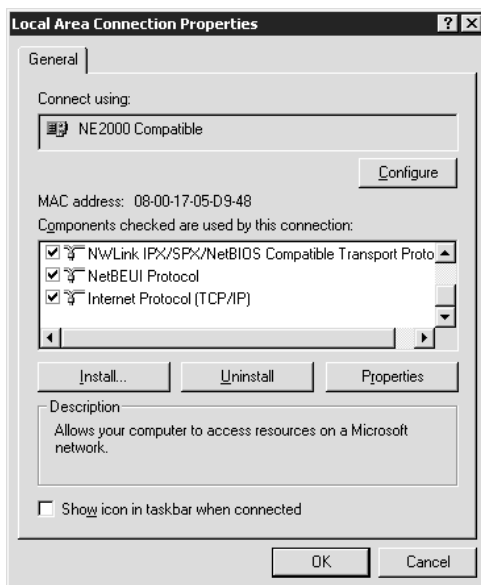 Local Area Connection Properties
General
Connect using:
NE2000 Compatible
Configure
MAC address: 08-00-17-05-D9-48
Components checked are used by this connection:
NWLink IPX/SPX/NetBIOS Compatible Transport Proto
NetBEUI Protocol
Internet Protocol (TCP/IP)
Install... Uninstall Properties
Description
Allows your computer to access resources on a Microsoft
network.
Show icon in taskbar when connected
OK Cancel